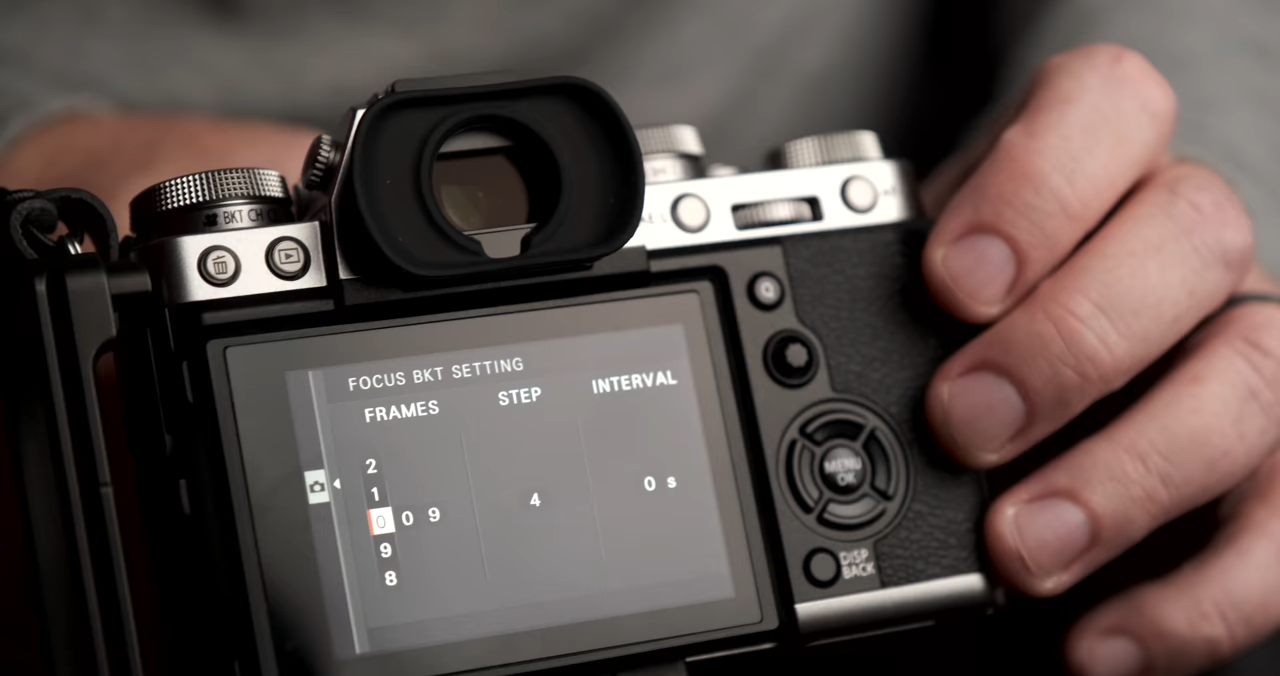 BKT CH C
Q
FOCUS BKT SETTING
FRAMES STEP INTERVAL
2
1
0 0 9 4 0 s
9
8
MENU
OK
DISP
BACK